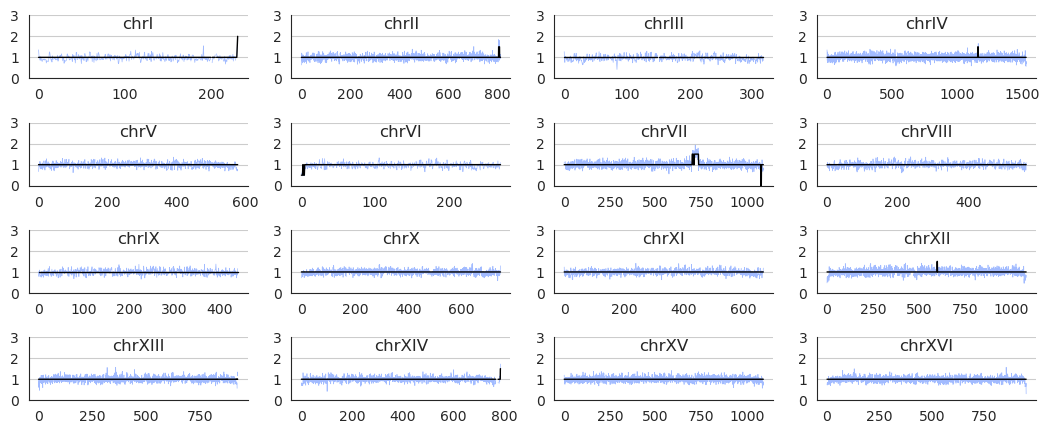 chrI chrII chrIII chrIV
3 3 3 3
2 2 2 2
1 1 1 1
0 0 0 0
0 100 200 0 200 400 600 800 0 100 200 300 0 500 1000 1500
chrV chrVI chrVII chrVIII
3 3 3 3
2 2 2 2
1 1 1 1
0 0 0 0
0 200 400 600 0 100 200 0 250 500 750 1000 0 200 400
chrIX chrX chrXI chrXII
3 3 3 3
2 2 2 2
1 1 1 1
0 0 0 0
0 100 200 300 400 0 200 400 600 0 200 400 600 0 250 500 750 1000
chrXIII chrXIV chrXV chrXVI
3 3 3 3
2 2 2 2
1 1 1 1
0 0 0 0
0 250 500 750 0 200 400 600 800 0 250 500 750 1000 0 250 500 750